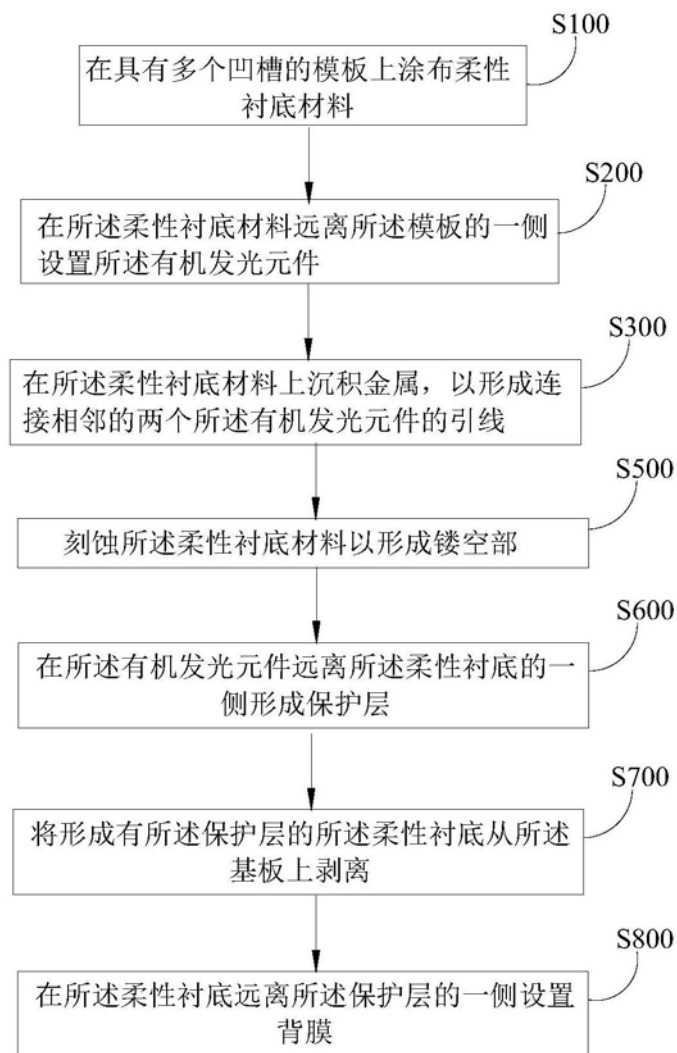 S100
在具有多个凹槽的模板上涂布柔性
衬底材料
S200
在所述柔性衬底材料远离所述模板的一侧
设置所述有机发光元件
S300
在所述柔性衬底材料上沉积金属，以形成连
接相邻的两个所述有机发光元件的引线
S500
刻蚀所述柔性衬底材料以形成镂空部
S600
在所述有机发光元件远离所述柔性衬底的一
侧形成保护层
S700
将形成有所述保护层的所述柔性衬底从所述
基板上剥离
S800
在所述柔性衬底远离所述保护层的一侧设置
背膜